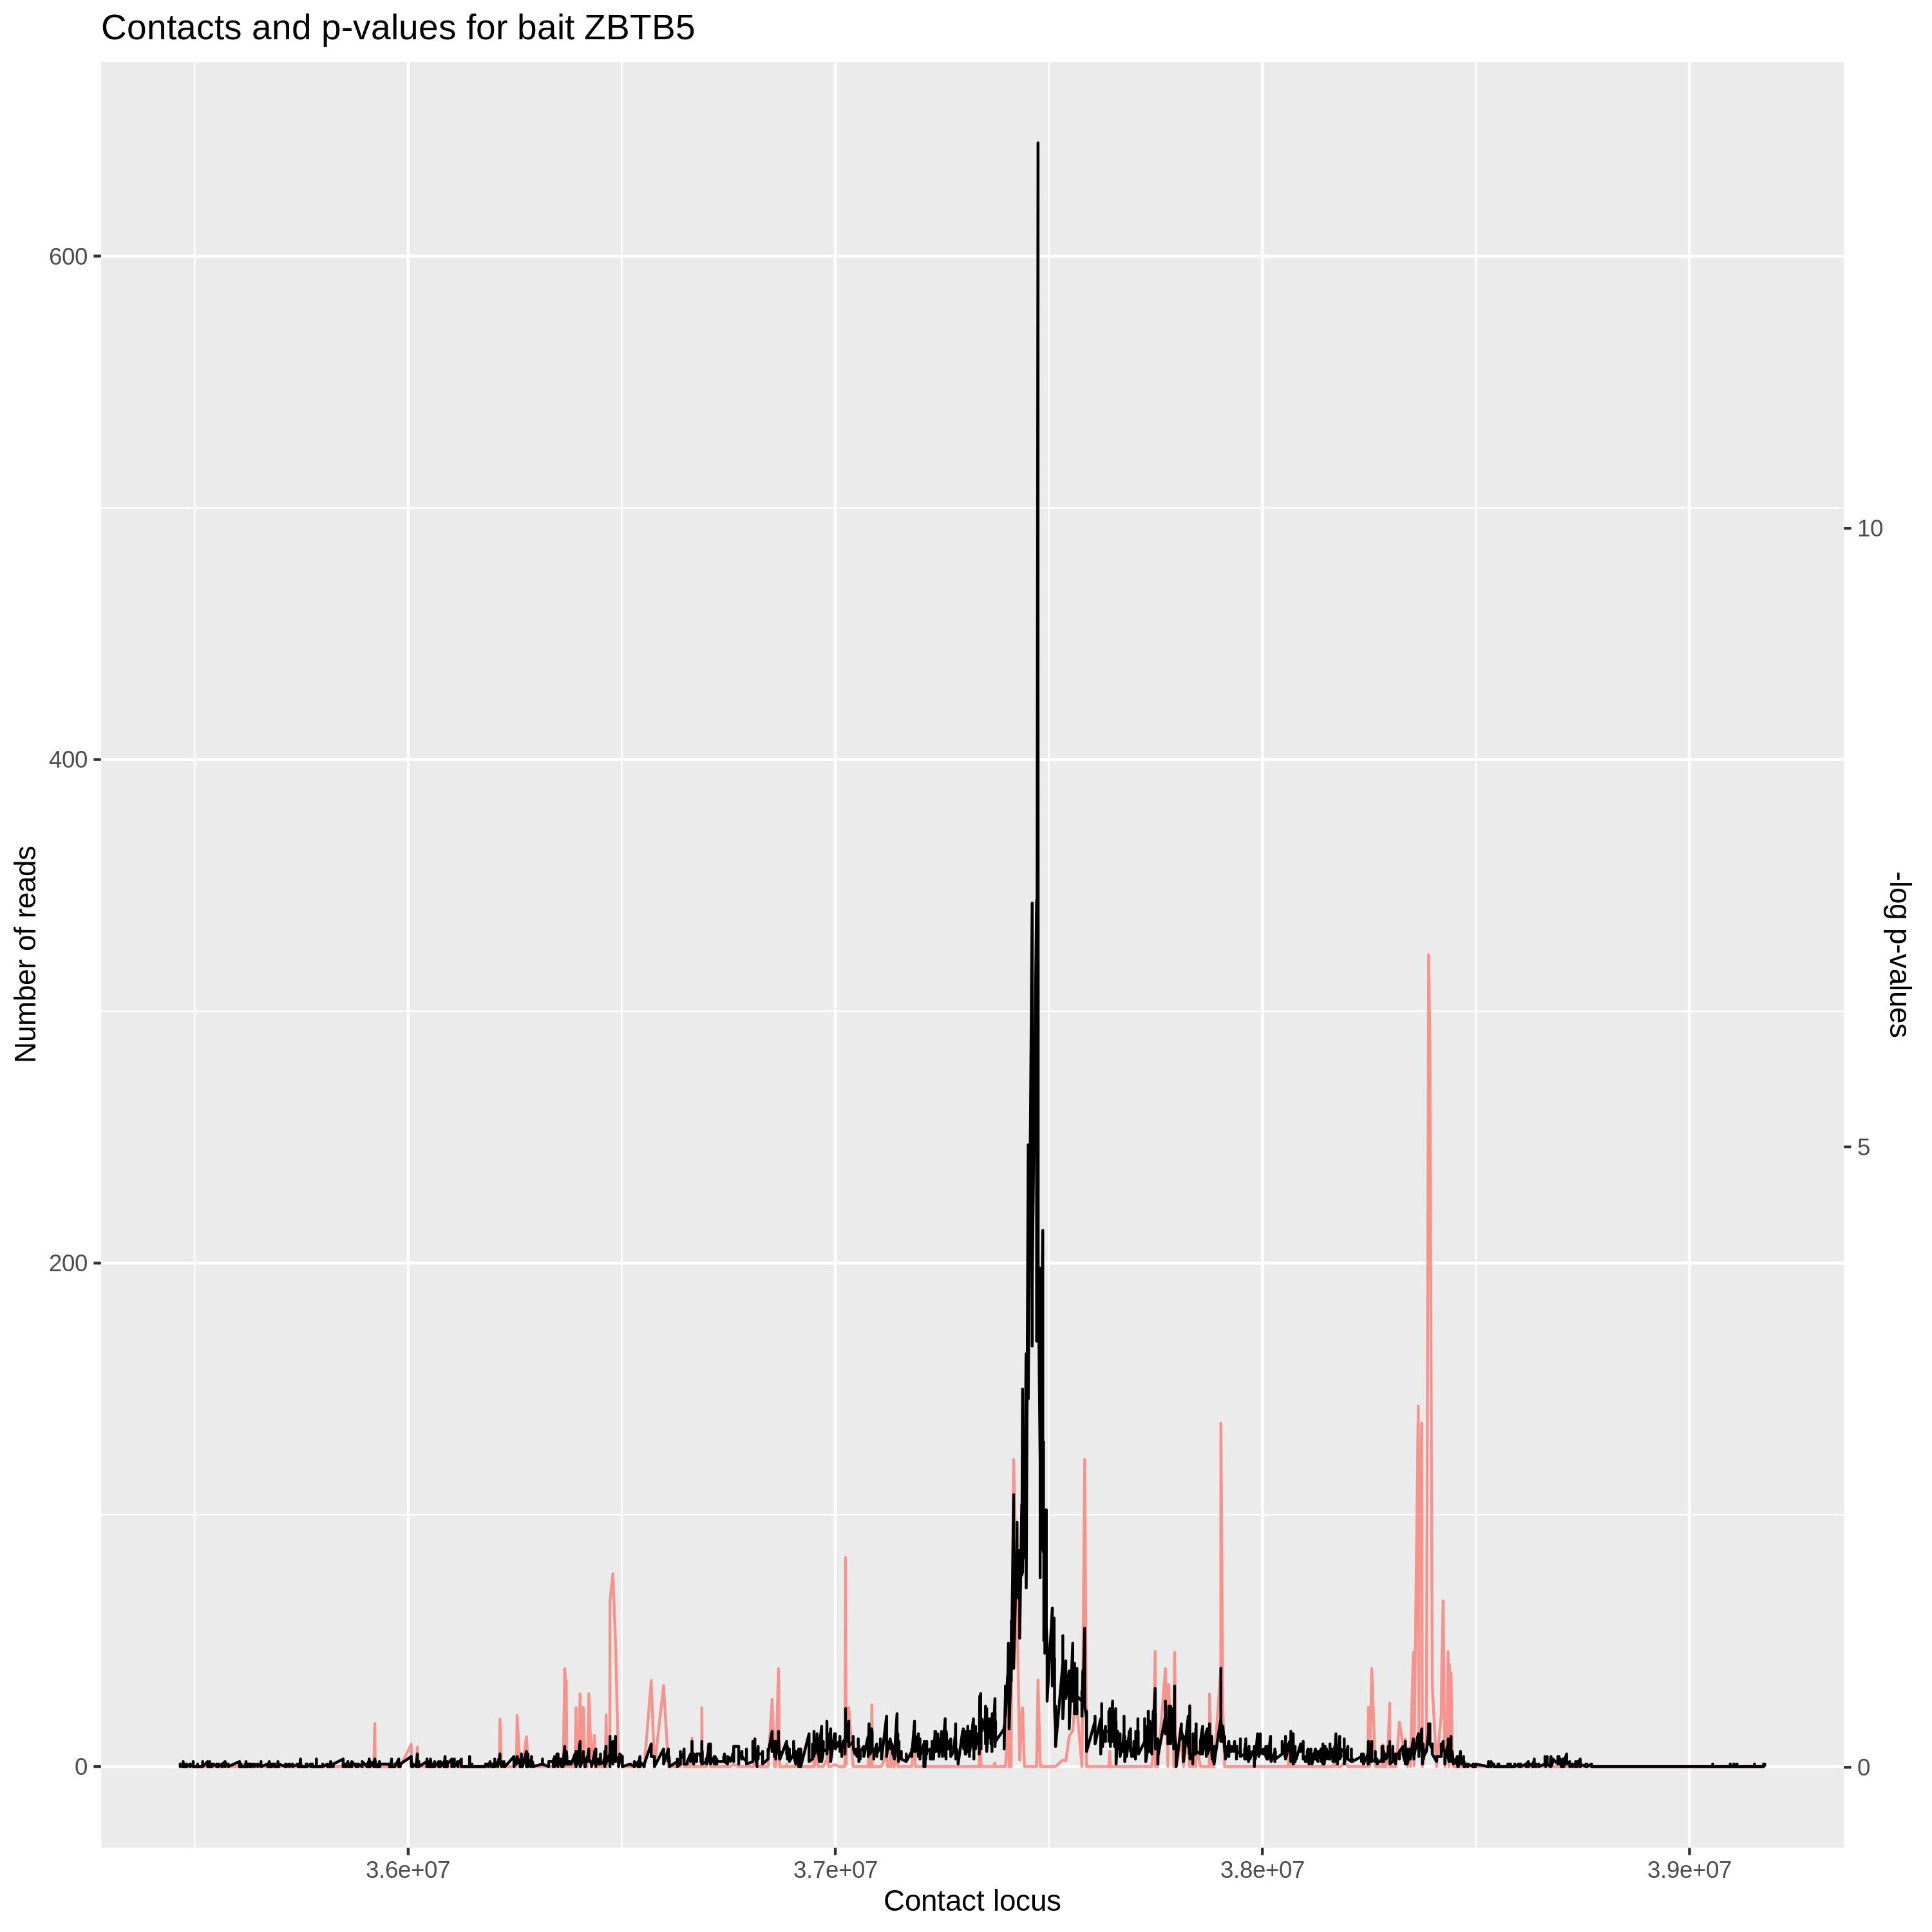 Contacts and p-values for bait ZBTB5
600
400
200
0
Number of reads
10
5
0
-log p-values
3.6e+07
3.7e+07
3.8e+07
3.9e+07
Contact locus